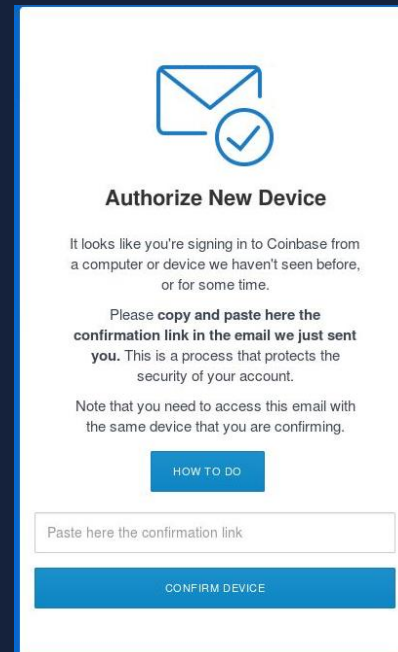 Authorize New Device
It looks like you're signing in to Coinbase from
a computer or device we haven't seen before,
or for some time.
Please copy and paste here the
confirmation link in the email we just sent
you. This is a process that protects the
security of your account.
Note that you need to access this email with
the same device that you are confirming.
HOW TO DO
Paste here the confirmation link
CONFIRM DEVICE